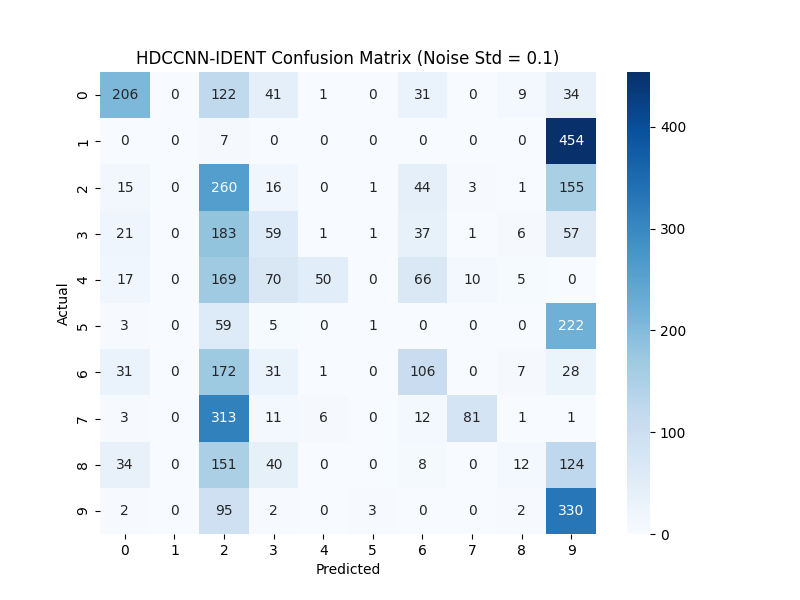 HDCCNN-IDENT Confusion Matrix (Noise Std = 0.1)
0 206 0 122 41 1 0 31 0 9 34
1 0 0 7 0 0 0 0 0 0 454
2 15 0 260 16 0 1 44 3 1 155
3 21 0 183 59 1 1 37 1 6 57
4 17 0 169 70 50 0 66 10 5 0
5 3 0 59 5 0 1 0 0 0 222
6 31 0 172 31 1 0 106 0 7 28
7 3 0 313 11 6 0 12 81 1 1
8 34 0 151 40 0 0 8 0 12 124
9 2 0 95 2 0 3 0 0 2 330
0 1 2 3 4 5 6 7 8 9
Predicted
Actual
400
300
200
100
0